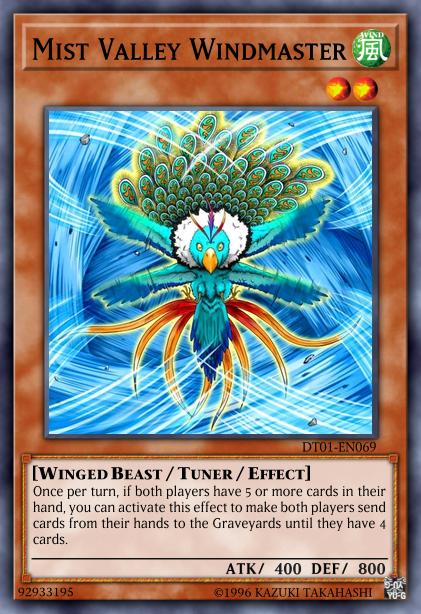 Mist Valley Windmaster
WIND
風
DT01-EN069
[Winged Beast / Tuner / Effect]
Once per turn, if both players have 5 or more cards in their
hand, you can activate this effect to make both players send
cards from their hands to the Graveyards until they have 4
cards.
ATK/ 400 DEF/ 800
92933195
©1996 KAZUKI TAKAHASHI